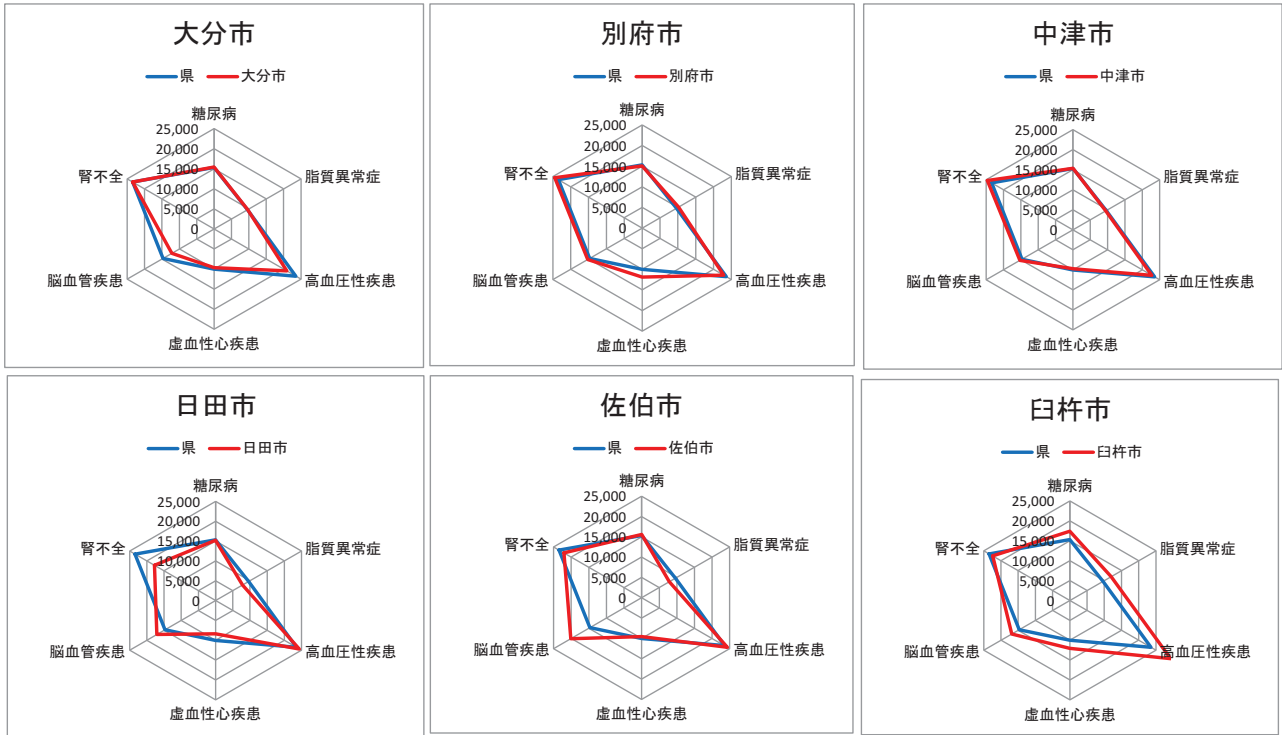 大分市
県 大分市
糖尿病
25,000
20,000
15,000
10,000
5,000
0
脂質異常症
高血圧性疾患
虚血性心疾患
脳血管疾患
腎不全
別府市
県 別府市
糖尿病
25,000
20,000
15,000
10,000
5,000
0
脂質異常症
高血圧性疾患
虚血性心疾患
脳血管疾患
腎不全
中津市
県 中津市
糖尿病
25,000
20,000
15,000
10,000
5,000
0
脂質異常症
高血圧性疾患
虚血性心疾患
脳血管疾患
腎不全
日田市
県 日田市
糖尿病
25,000
20,000
15,000
10,000
5,000
0
脂質異常症
高血圧性疾患
虚血性心疾患
脳血管疾患
腎不全
佐伯市
県 佐伯市
糖尿病
25,000
20,000
15,000
10,000
5,000
0
脂質異常症
高血圧性疾患
虚血性心疾患
脳血管疾患
腎不全
臼杵市
県 臼杵市
糖尿病
25,000
20,000
15,000
10,000
5,000
0
脂質異常症
高血圧性疾患
虚血性心疾患
脳血管疾患
腎不全